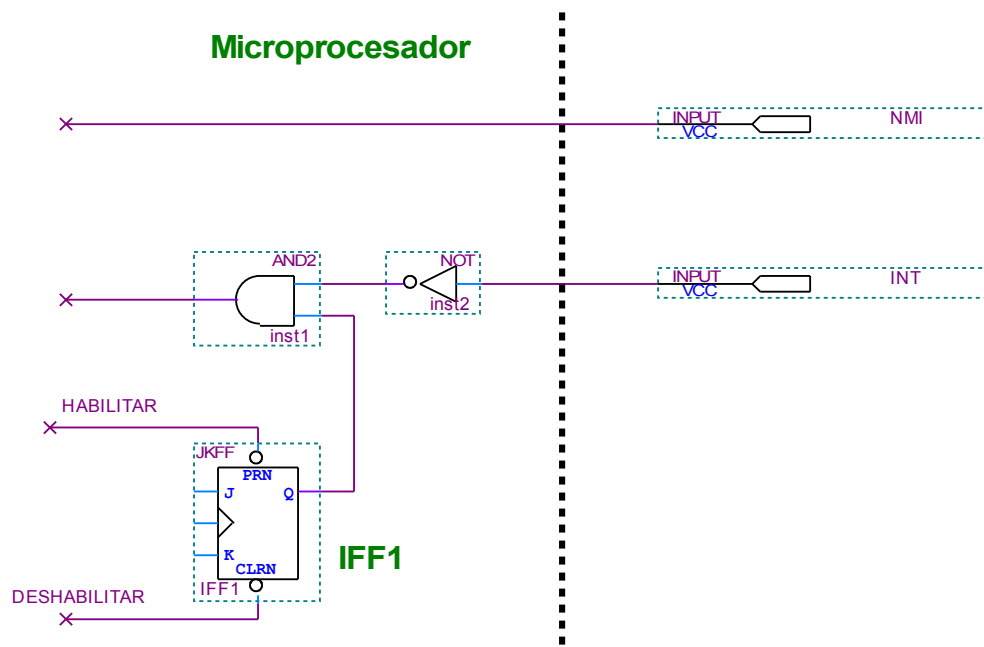 Microprocesador
INPUT
VCC
NMI
AND2
NOT
INPUT
VCC
INT
inst2
inst1
HABILITAR
JKFF
PRN
J
Q
K
CLRN
IFF1
IFF1
DESHABILITAR